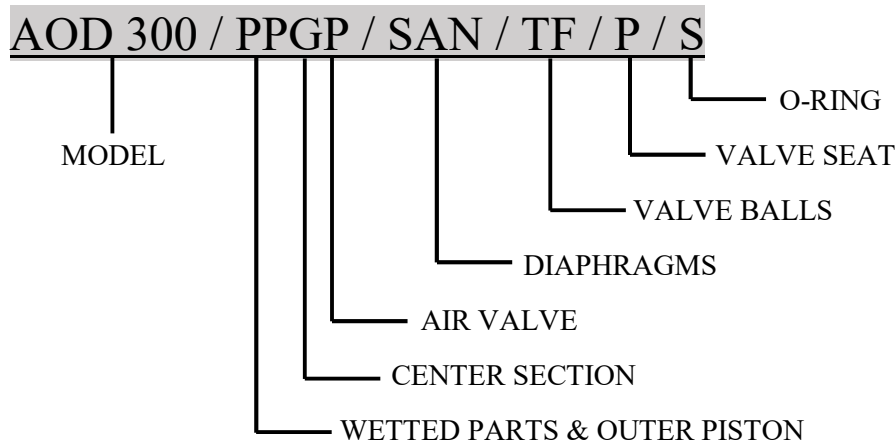 AOD 300 / PPGP / SAN / TF / P / S
O-RING
MODEL
VALVE SEAT
VALVE BALLS
DIAPHRAGMS
AIR VALVE
CENTER SECTION
WETTED PARTS & OUTER PISTON